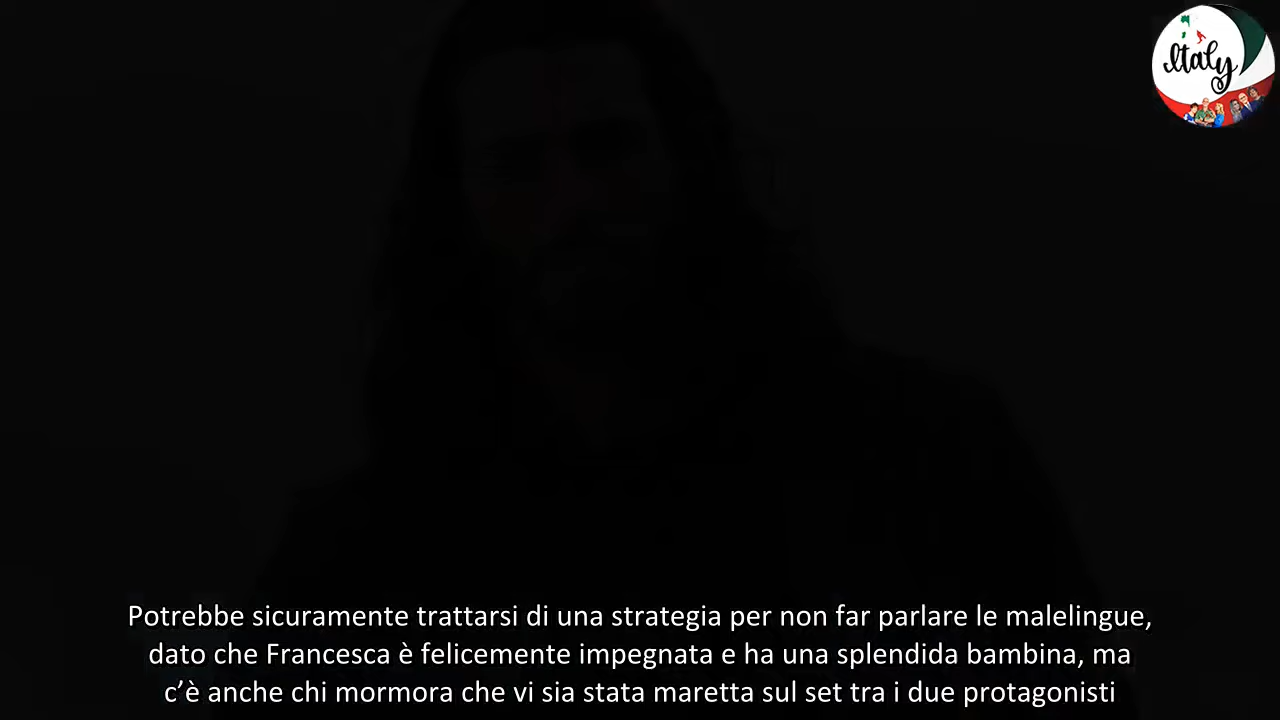 Italy
Potrebbe sicuramente trattarsi di una strategia per non far parlare le malelingue,
dato che Francesca è felicemente impegnata e ha una splendida bambina, ma
c’è anche chi mormora che vi sia stata maretta sul set tra i due protagonisti